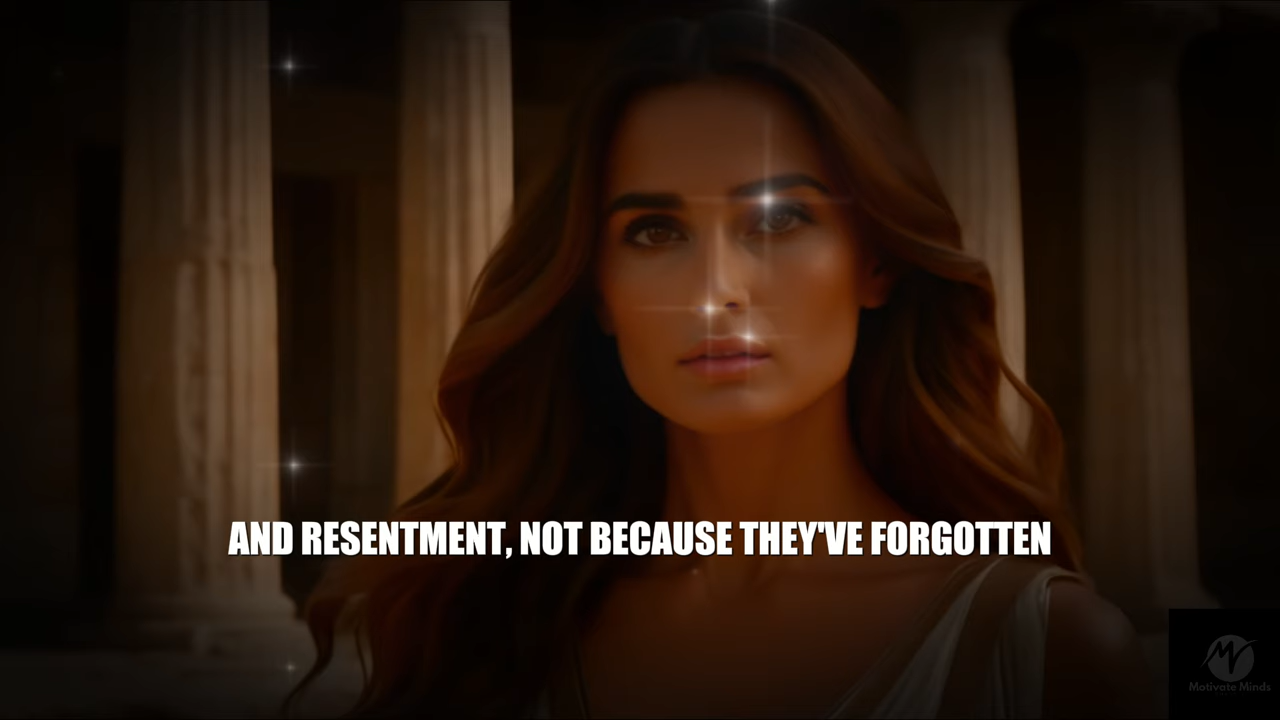 AND RESENTMENT, NOT BECAUSE THEY'VE FORGOTTEN
Motivate Minds